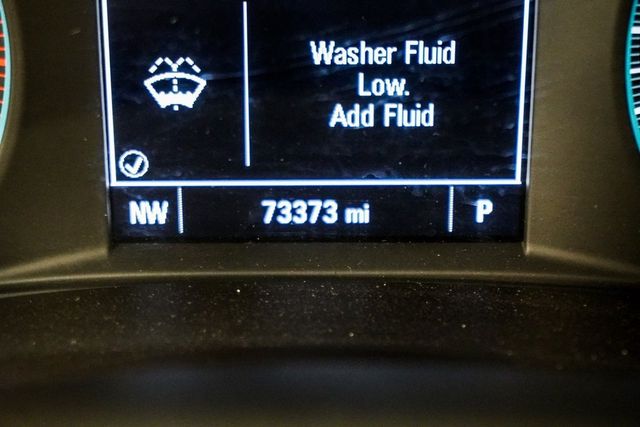 Washer Fluid
Low.
Add Fluid
NW 73373 mi P